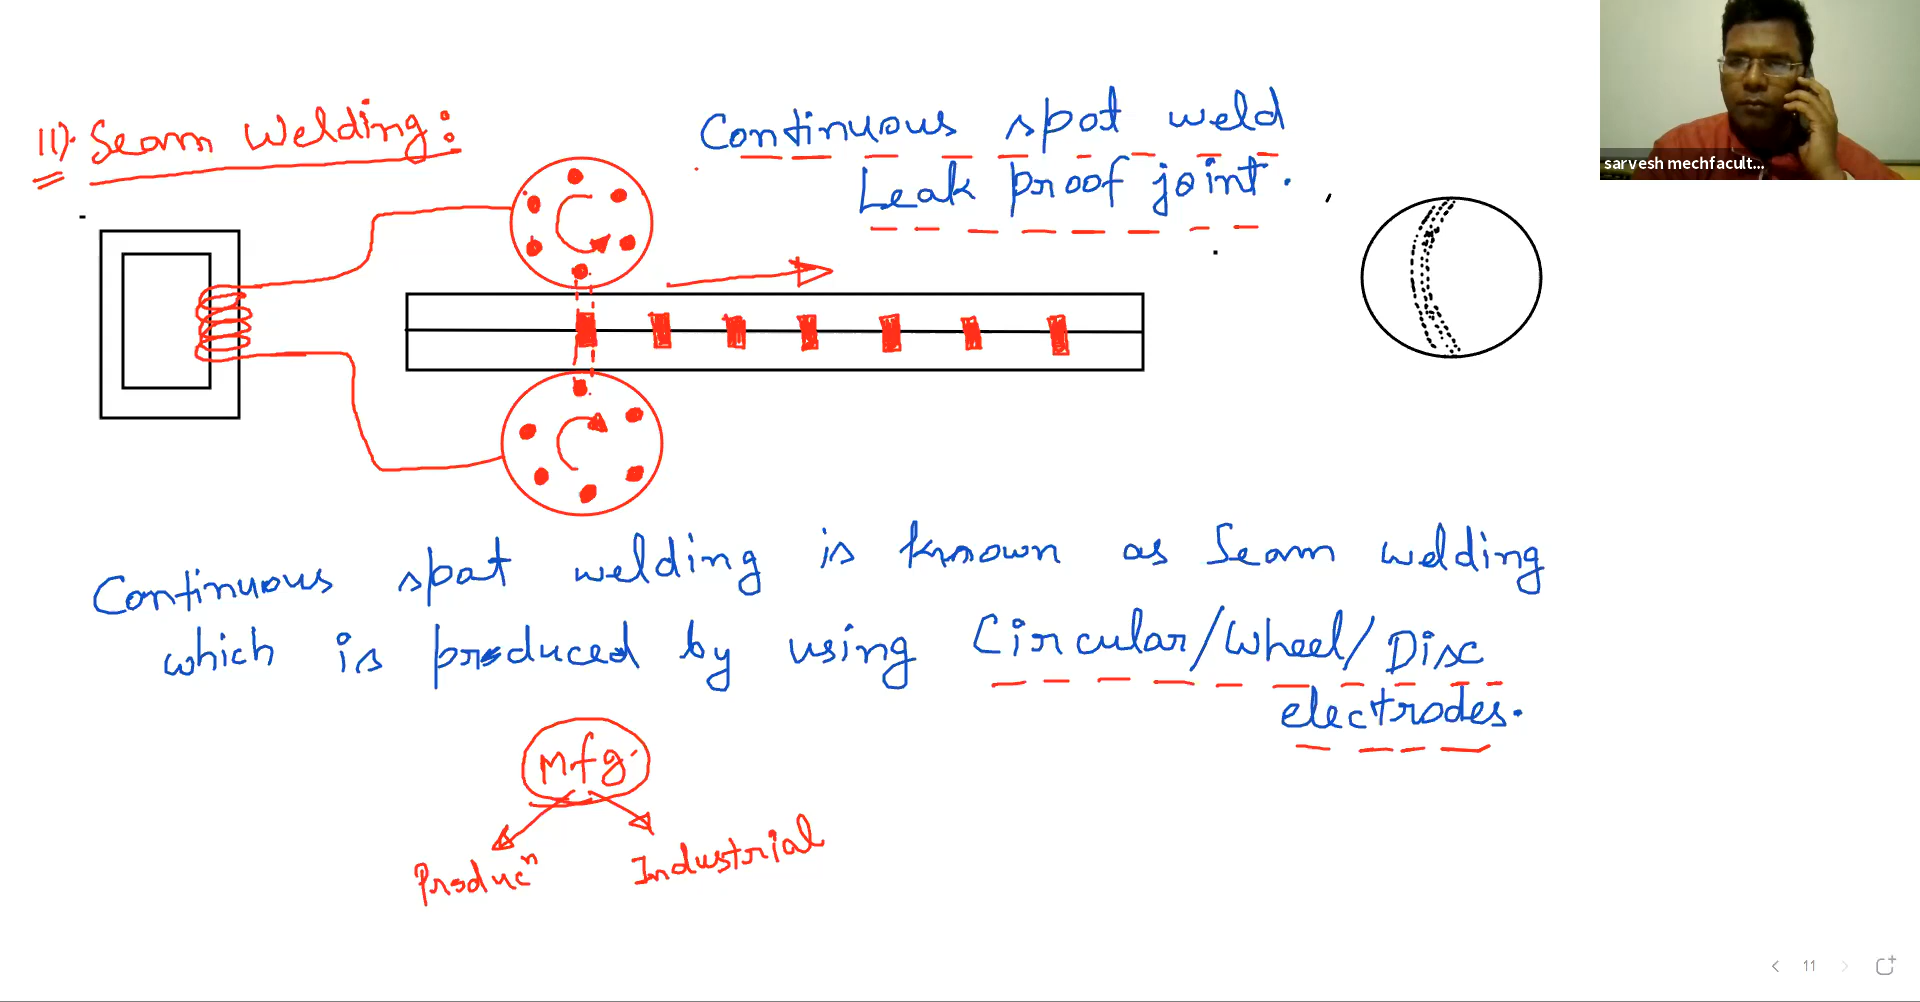 II). Seam Welding:
Continuous spot weld
Leak proof joint.
sarvesh mechfacult...
Continuous spot welding is known as Seam welding
which is produced by using Circular/Wheel/Disc
electrodes.
Mfg.
Producⁿ
Industrial
11